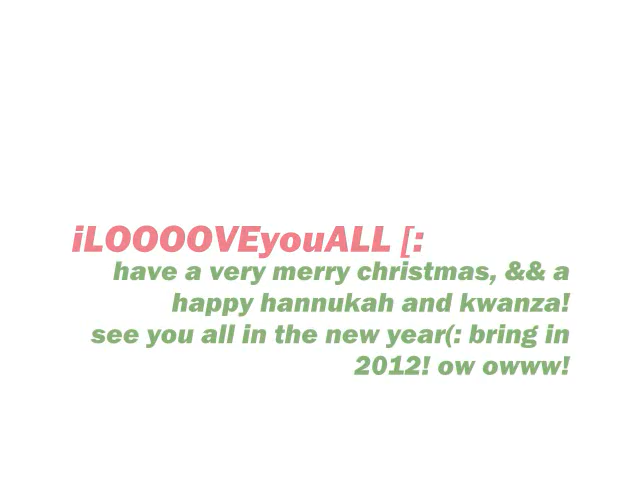 iLOOOOVEyouALL [:
have a very merry christmas, && a
happy hannukah and kwanza!
see you all in the new year(: bring in
2012! ow owww!